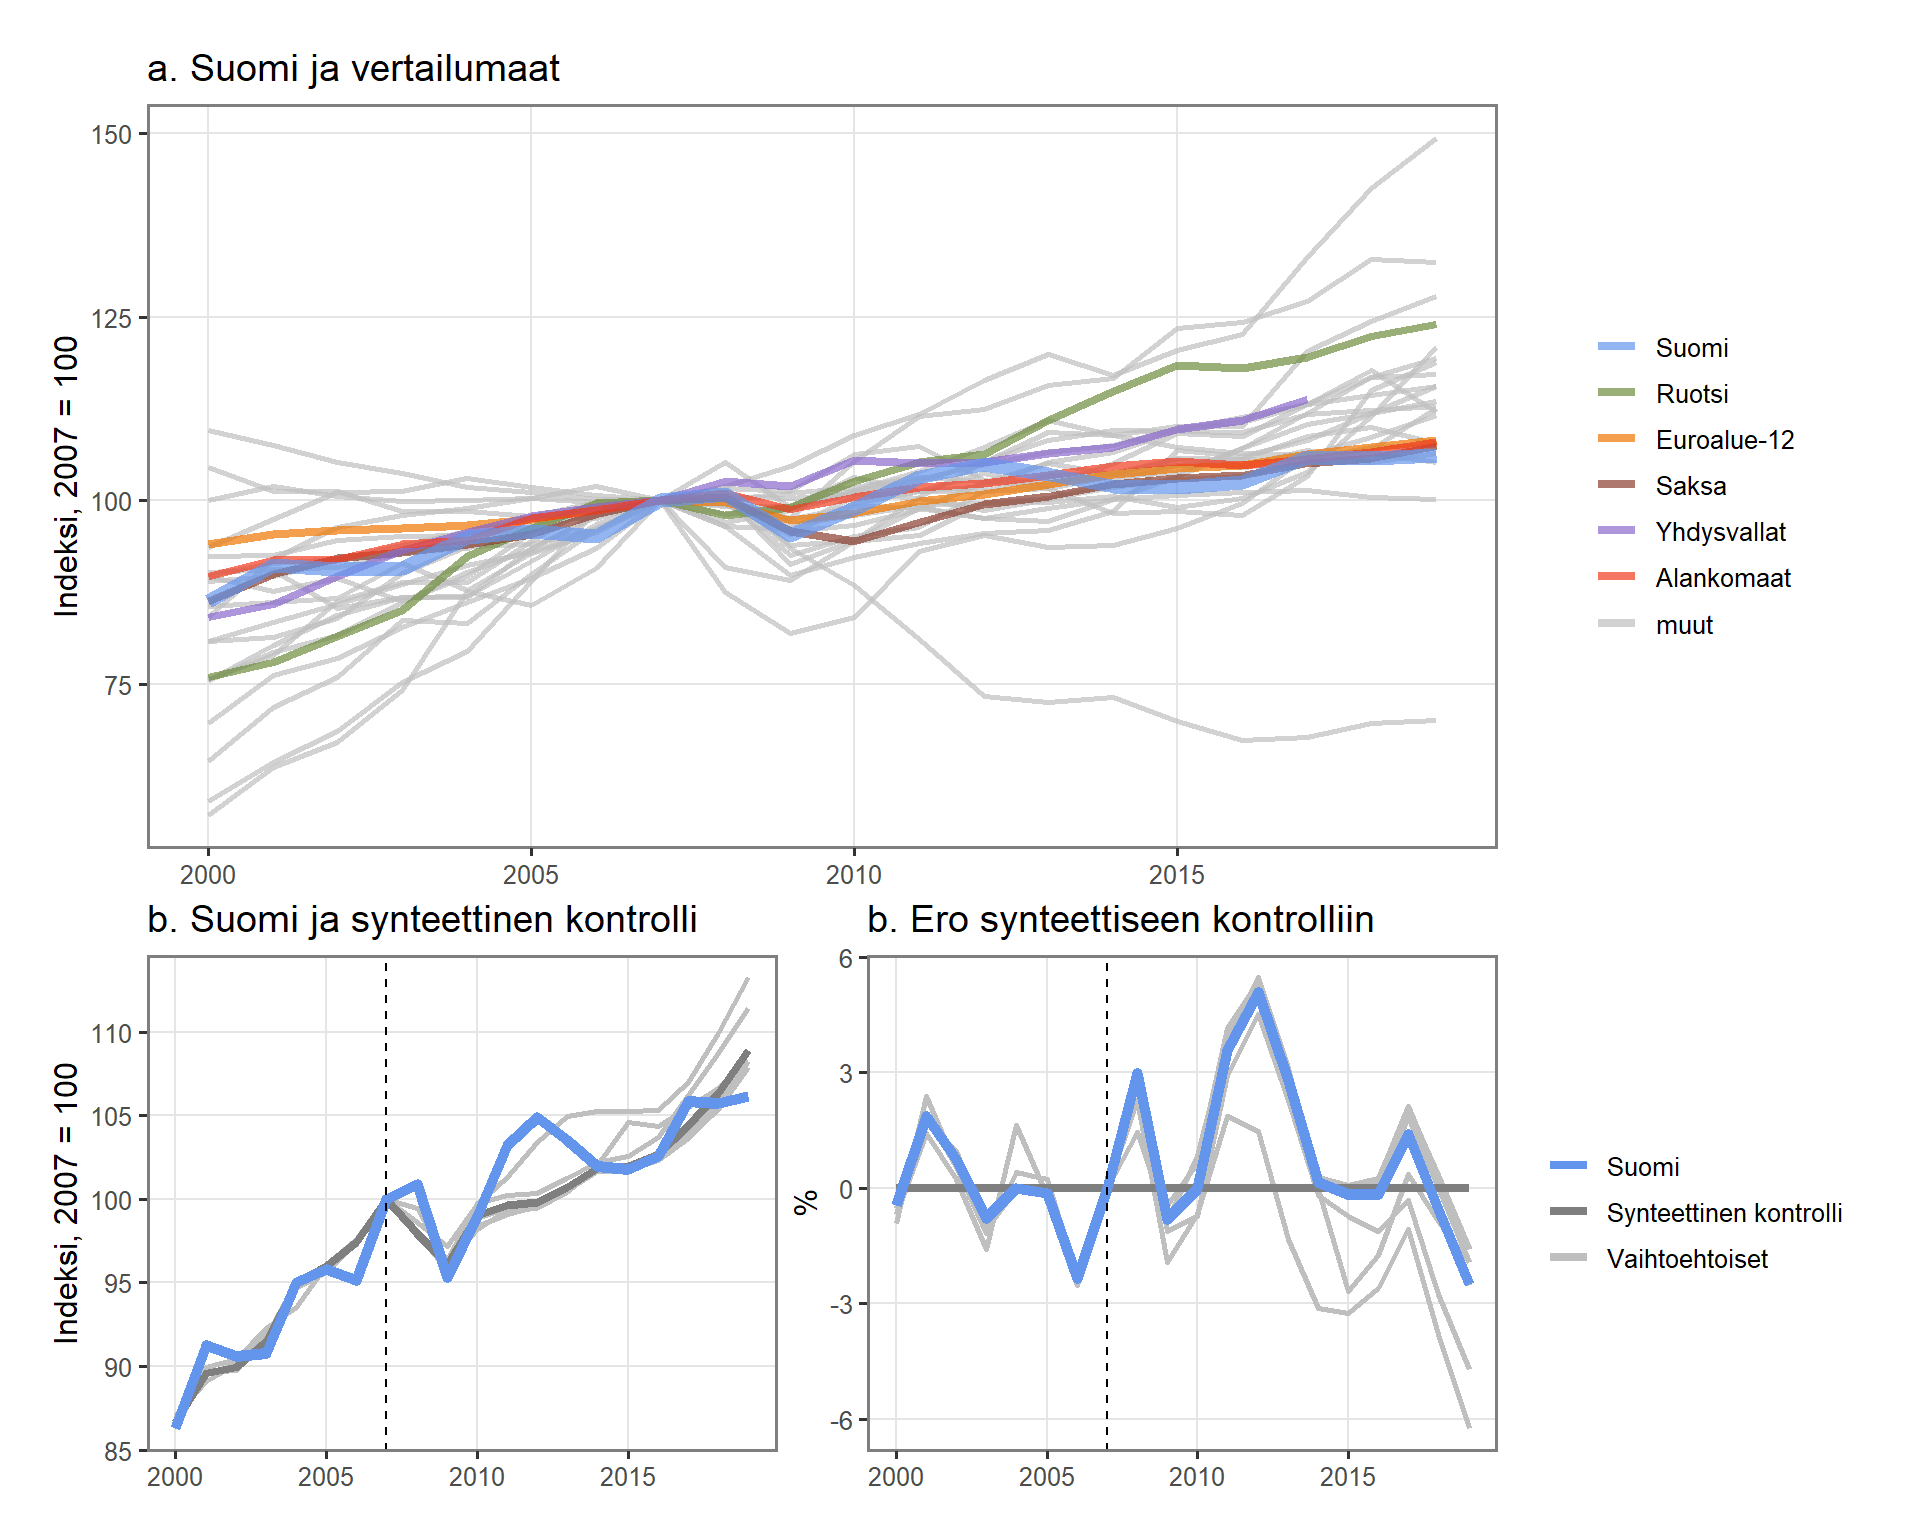 a. Suomi ja vertailumaat
Indeksi, 2007 = 100
150
125
100
75
2000
2005
2010
2015
Suomi
Ruotsi
Euroalue-12
Saksa
Yhdysvallat
Alankomaat
muut
b. Suomi ja synteettinen kontrolli
Indeksi, 2007 = 100
110
105
100
95
90
85
2000
2005
2010
2015
b. Ero synteettiseen kontrolliin
%
6
3
0
-3
-6
2000
2005
2010
2015
Suomi
Synteettinen kontrolli
Vaihtoehtoiset